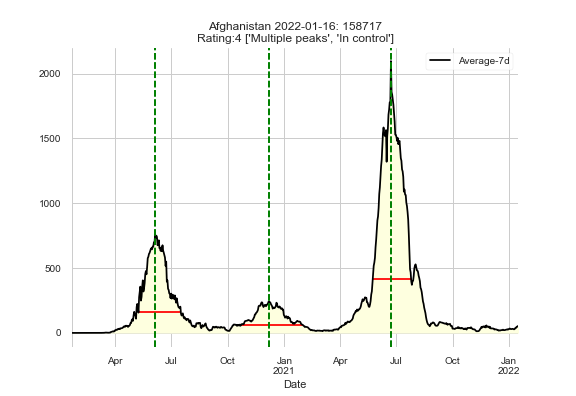 Afghanistan 2022-01-16: 158717
Rating:4 ['Multiple peaks', 'In control']
Average-7d
2000
1500
1000
500
0
Apr Jul Oct Jan Apr Jul Oct Jan
2021 2022
Date